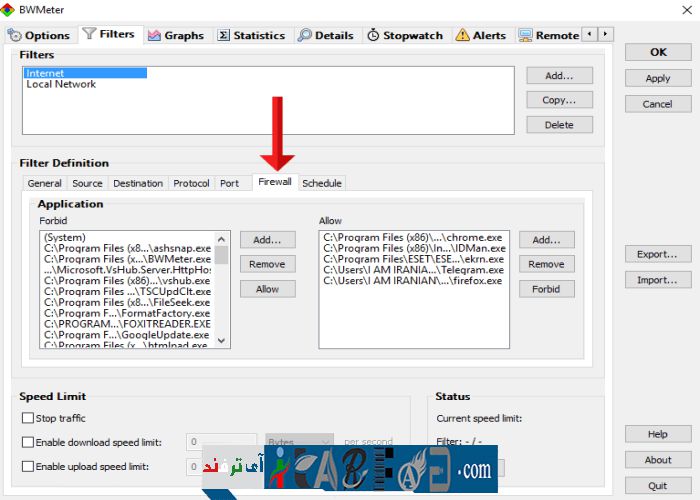 BWMeter
Options Filters Graphs Statistics Details Stopwatch Alerts Remote
OK
Apply
Cancel
Filters
Internet
Local Network
Add...
Copy...
Delete
Filter Definition
General Source Destination Protocol Port Firewall Schedule
Application
Forbid
(System)
C:\Program Files (x8...\ashsnap.exe
C:\Program Files (x...\BWMeter.exe
...\Microsoft.VsHub.Server.HttpHos
C:\Program Files (x86)...\vshub.exe
C:\Program Files ...\TSCUpdClt.exe
C:\Program Files (x8...\FileSeek.exe
C:\Program F...\FormatFactory.exe
C:\PROGRAM...\FOXITREADER.EXE
C:\Program F...\GoogleUpdate.exe
C:\Program Files (x...\htmlpad.exe
Add...
Remove
Allow
Allow
C:\Program Files (x86)\...\chrome.exe
C:\Program Files (x86)\In...\IDMan.exe
C:\Program Files\ESET\ESE...\ekrn.exe
C:\Users\I AM IRANIA...\Telegram.exe
C:\Users\I AM IRANIAN\...\firefox.exe
Add...
Remove
Forbid
Export...
Import...
Speed Limit
Stop traffic
Enable download speed limit: 0 Bytes per second
Enable upload speed limit: 0
Status
Current speed limit:
Filter: - / -
Help
About
Quit
آی ترفند
.com